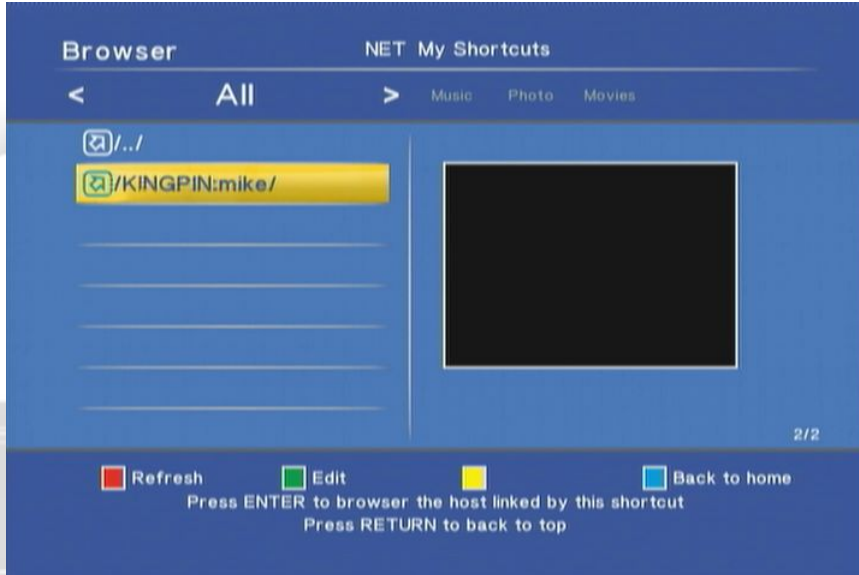 Browser NET My Shortcuts
< All > Music Photo Movies
/../
/KINGPIN:mike/
2/2
Refresh Edit Back to home
Press ENTER to browser the host linked by this shortcut
Press RETURN to back to top